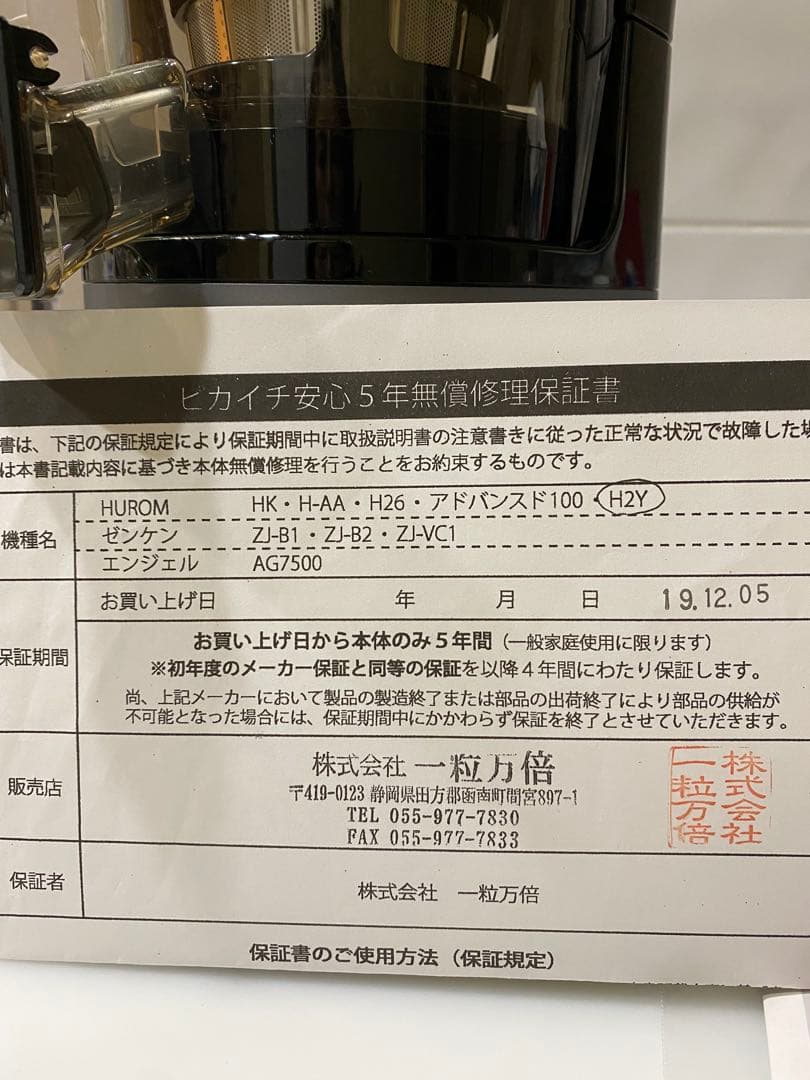 ピカイチ安心5年無償修理保証書
書は、下記の保証規定により保証期間中に取扱説明書の注意書きに従った正常な状況で故障した場
は本書記載内容に基づき本体無償修理を行うことをお約束するものです。
機種名
HUROM HK・H-AA・H26・アドバンスド100・H2Y
ゼンケン ZJ-B1・ZJ-B2・ZJ-VC1
エンジェル AG7500
お買い上げ日 年 月 日 19.12.05
保証期間
お買い上げ日から本体のみ5年間（一般家庭使用に限ります）
※初年度のメーカー保証と同等の保証を以降4年間にわたり保証します。
尚、上記メーカーにおいて製品の製造終了または部品の出荷終了により部品の供給が
不可能となった場合には、保証期間中にかかわらず保証を終了とさせていただきます。
販売店
株式会社 一粒万倍
〒419-0123 静岡県田方郡函南町間宮897-1
TEL 055-977-7830
FAX 055-977-7833
株式会社
一粒万倍
保証者 株式会社 一粒万倍
保証書のご使用方法（保証規定）